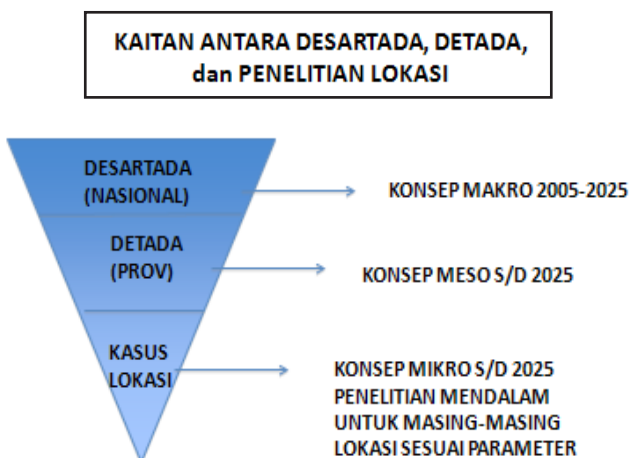 KAITAN ANTARA DESARTADA, DETADA,
dan PENELITIAN LOKASI
DESARTADA
(NASIONAL)
KONSEP MAKRO 2005-2025
DETADA
(PROV)
KONSEP MESO S/D 2025
KASUS
LOKASI
KONSEP MIKRO S/D 2025
PENELITIAN MENDALAM
UNTUK MASING-MASING
LOKASI SESUAI PARAMETER